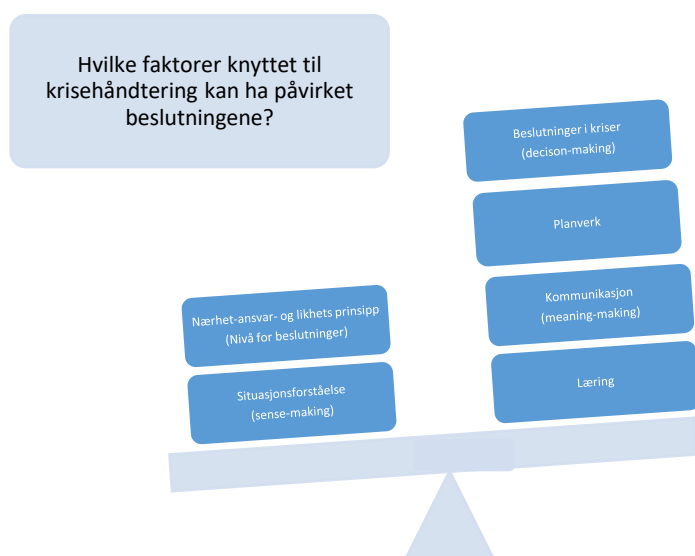 Hvilke faktorer knyttet til
krisehåndtering kan ha påvirket
beslutningene?
Beslutninger i kriser
(decison-making)
Planverk
Kommunikasjon
(meaning-making)
Læring
Nærhet-ansvar- og likhets prinsipp
(Nivå for beslutninger)
Situasjonsforståelse
(sense-making)